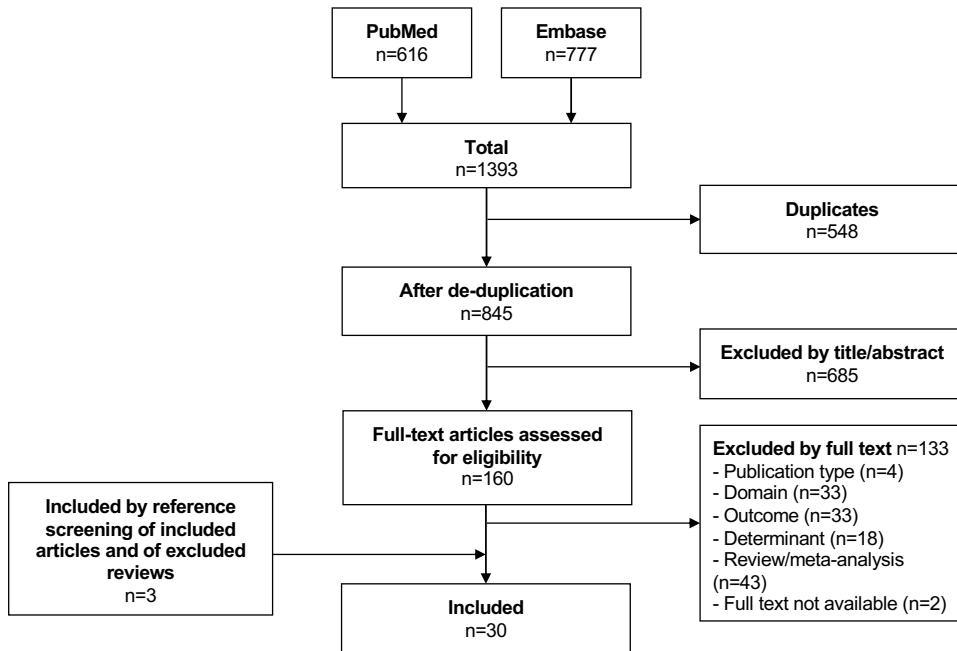 PubMed
n=616
Embase
n=777
Total
n=1393
Duplicates
n=548
After de-duplication
n=845
Excluded by title/abstract
n=685
Full-text articles assessed
for eligibility
n=160
Excluded by full text n=133
- Publication type (n=4)
- Domain (n=33)
- Outcome (n=33)
- Determinant (n=18)
- Review/meta-analysis
(n=43)
- Full text not available (n=2)
Included by reference
screening of included
articles and of excluded
reviews
n=3
Included
n=30